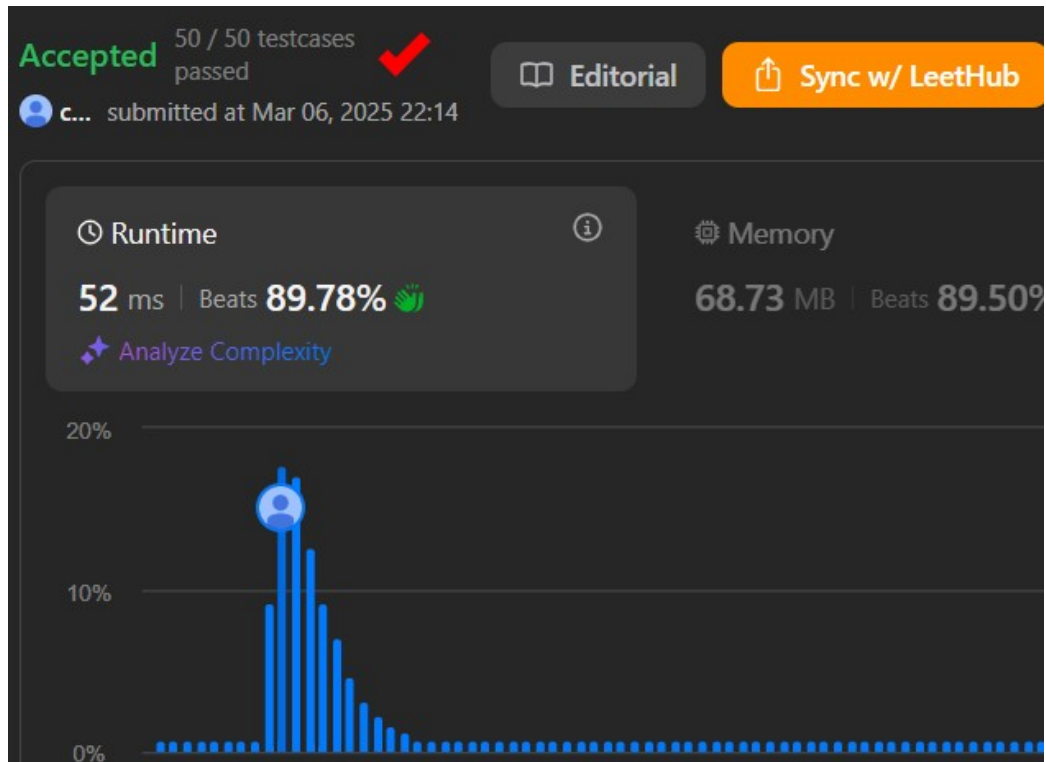 Accepted
50 / 50 testcases
passed
Editorial
Sync w/ LeetHub
c... submitted at Mar 06, 2025 22:14
Runtime
52 ms | Beats 89.78%
Analyze Complexity
Memory
68.73 MB | Beats 89.50%
20%
10%
0%